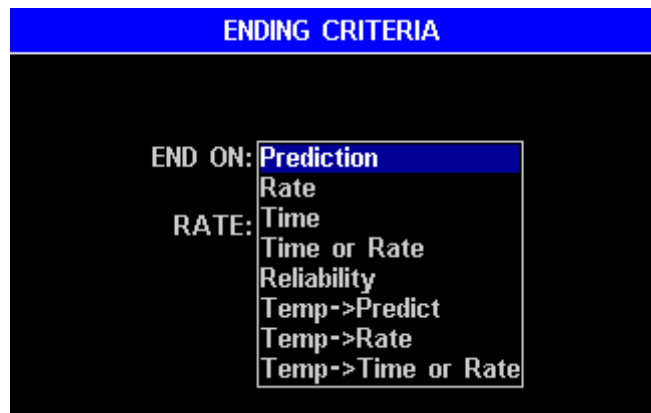 ENDING CRITERIA
END ON: Prediction
Rate
RATE: Time
Time or Rate
Reliability
Temp->Predict
Temp->Rate
Temp->Time or Rate